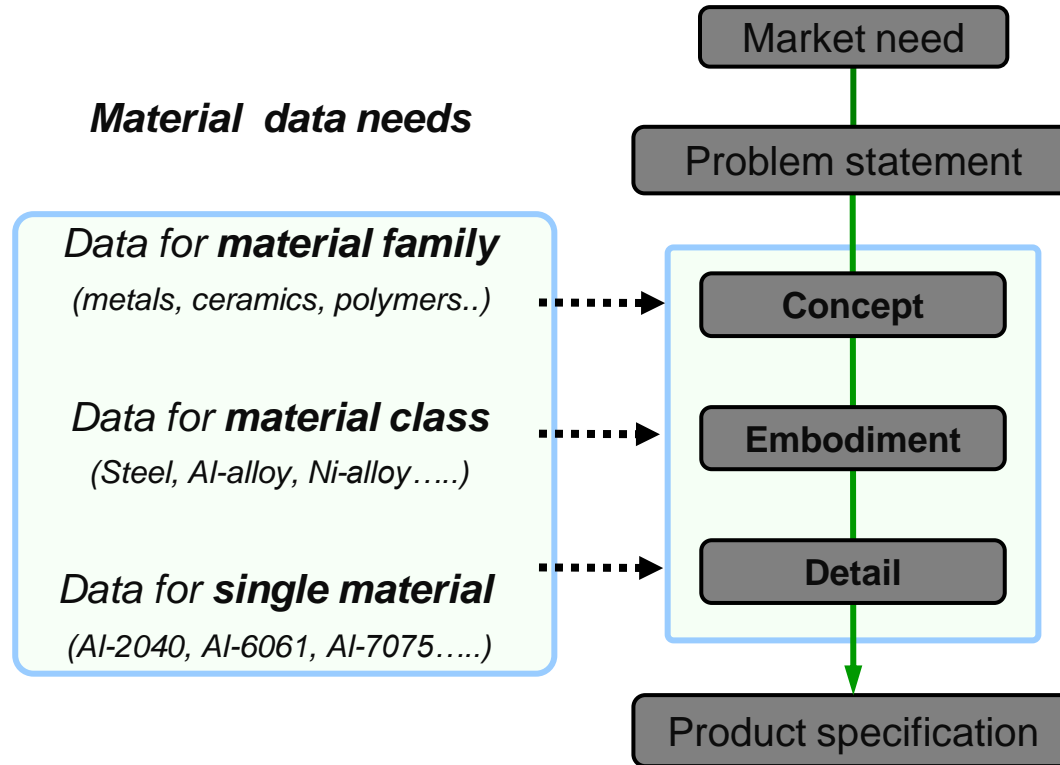 Market need
Material data needs
Problem statement
Data for material family
(metals, ceramics, polymers..)
Concept
Data for material class
(Steel, Al-alloy, Ni-alloy…..)
Embodiment
Data for single material
(Al-2040, Al-6061, Al-7075…..)
Detail
Product specification